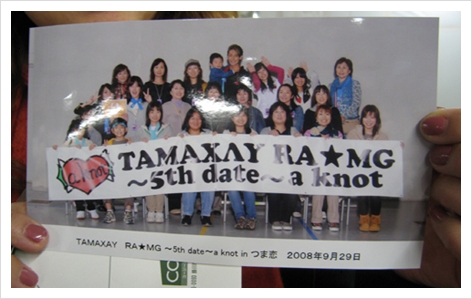 TAMAXAY RA★MG
~5th date~ a knot
TAMAXAY RA★MG ~5th date~a knot in つま恋 2008年9月29日